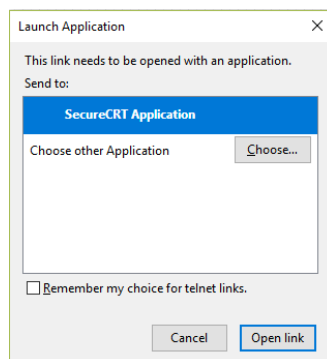 Launch Application
This link needs to be opened with an application.
Send to:
SecureCRT Application
Choose other Application
Choose...
Remember my choice for telnet links.
Cancel
Open link